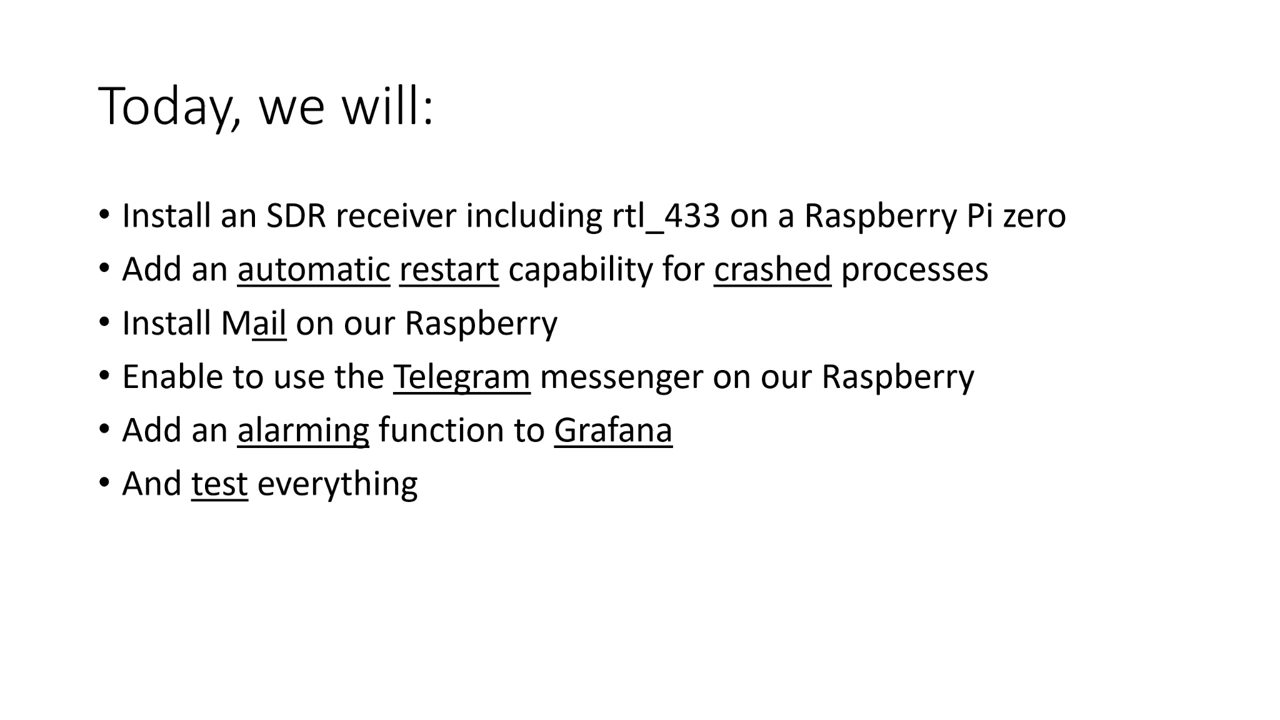 Today, we will:
• Install an SDR receiver including rtl_433 on a Raspberry Pi zero
• Add an automatic restart capability for crashed processes
• Install Mail on our Raspberry
• Enable to use the Telegram messenger on our Raspberry
• Add an alarming function to Grafana
• And test everything